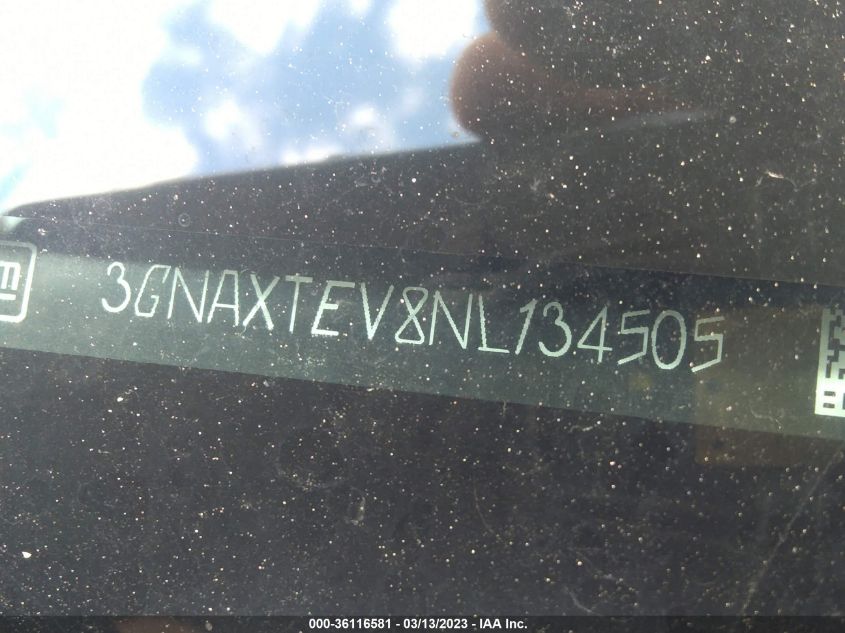 3GNAXTEV8NL134505
000-36116581 - 03/13/2023 - IAA Inc.